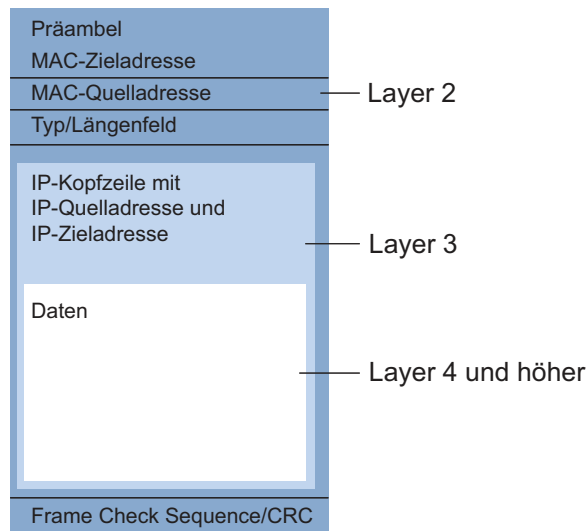 Präambel
MAC-Zieladresse
MAC-Quelladresse
Layer 2
Typ/Längenfeld
IP-Kopfzeile mit
IP-Quelladresse und
IP-Zieladresse
Layer 3
Daten
Layer 4 und höher
Frame Check Sequence/CRC